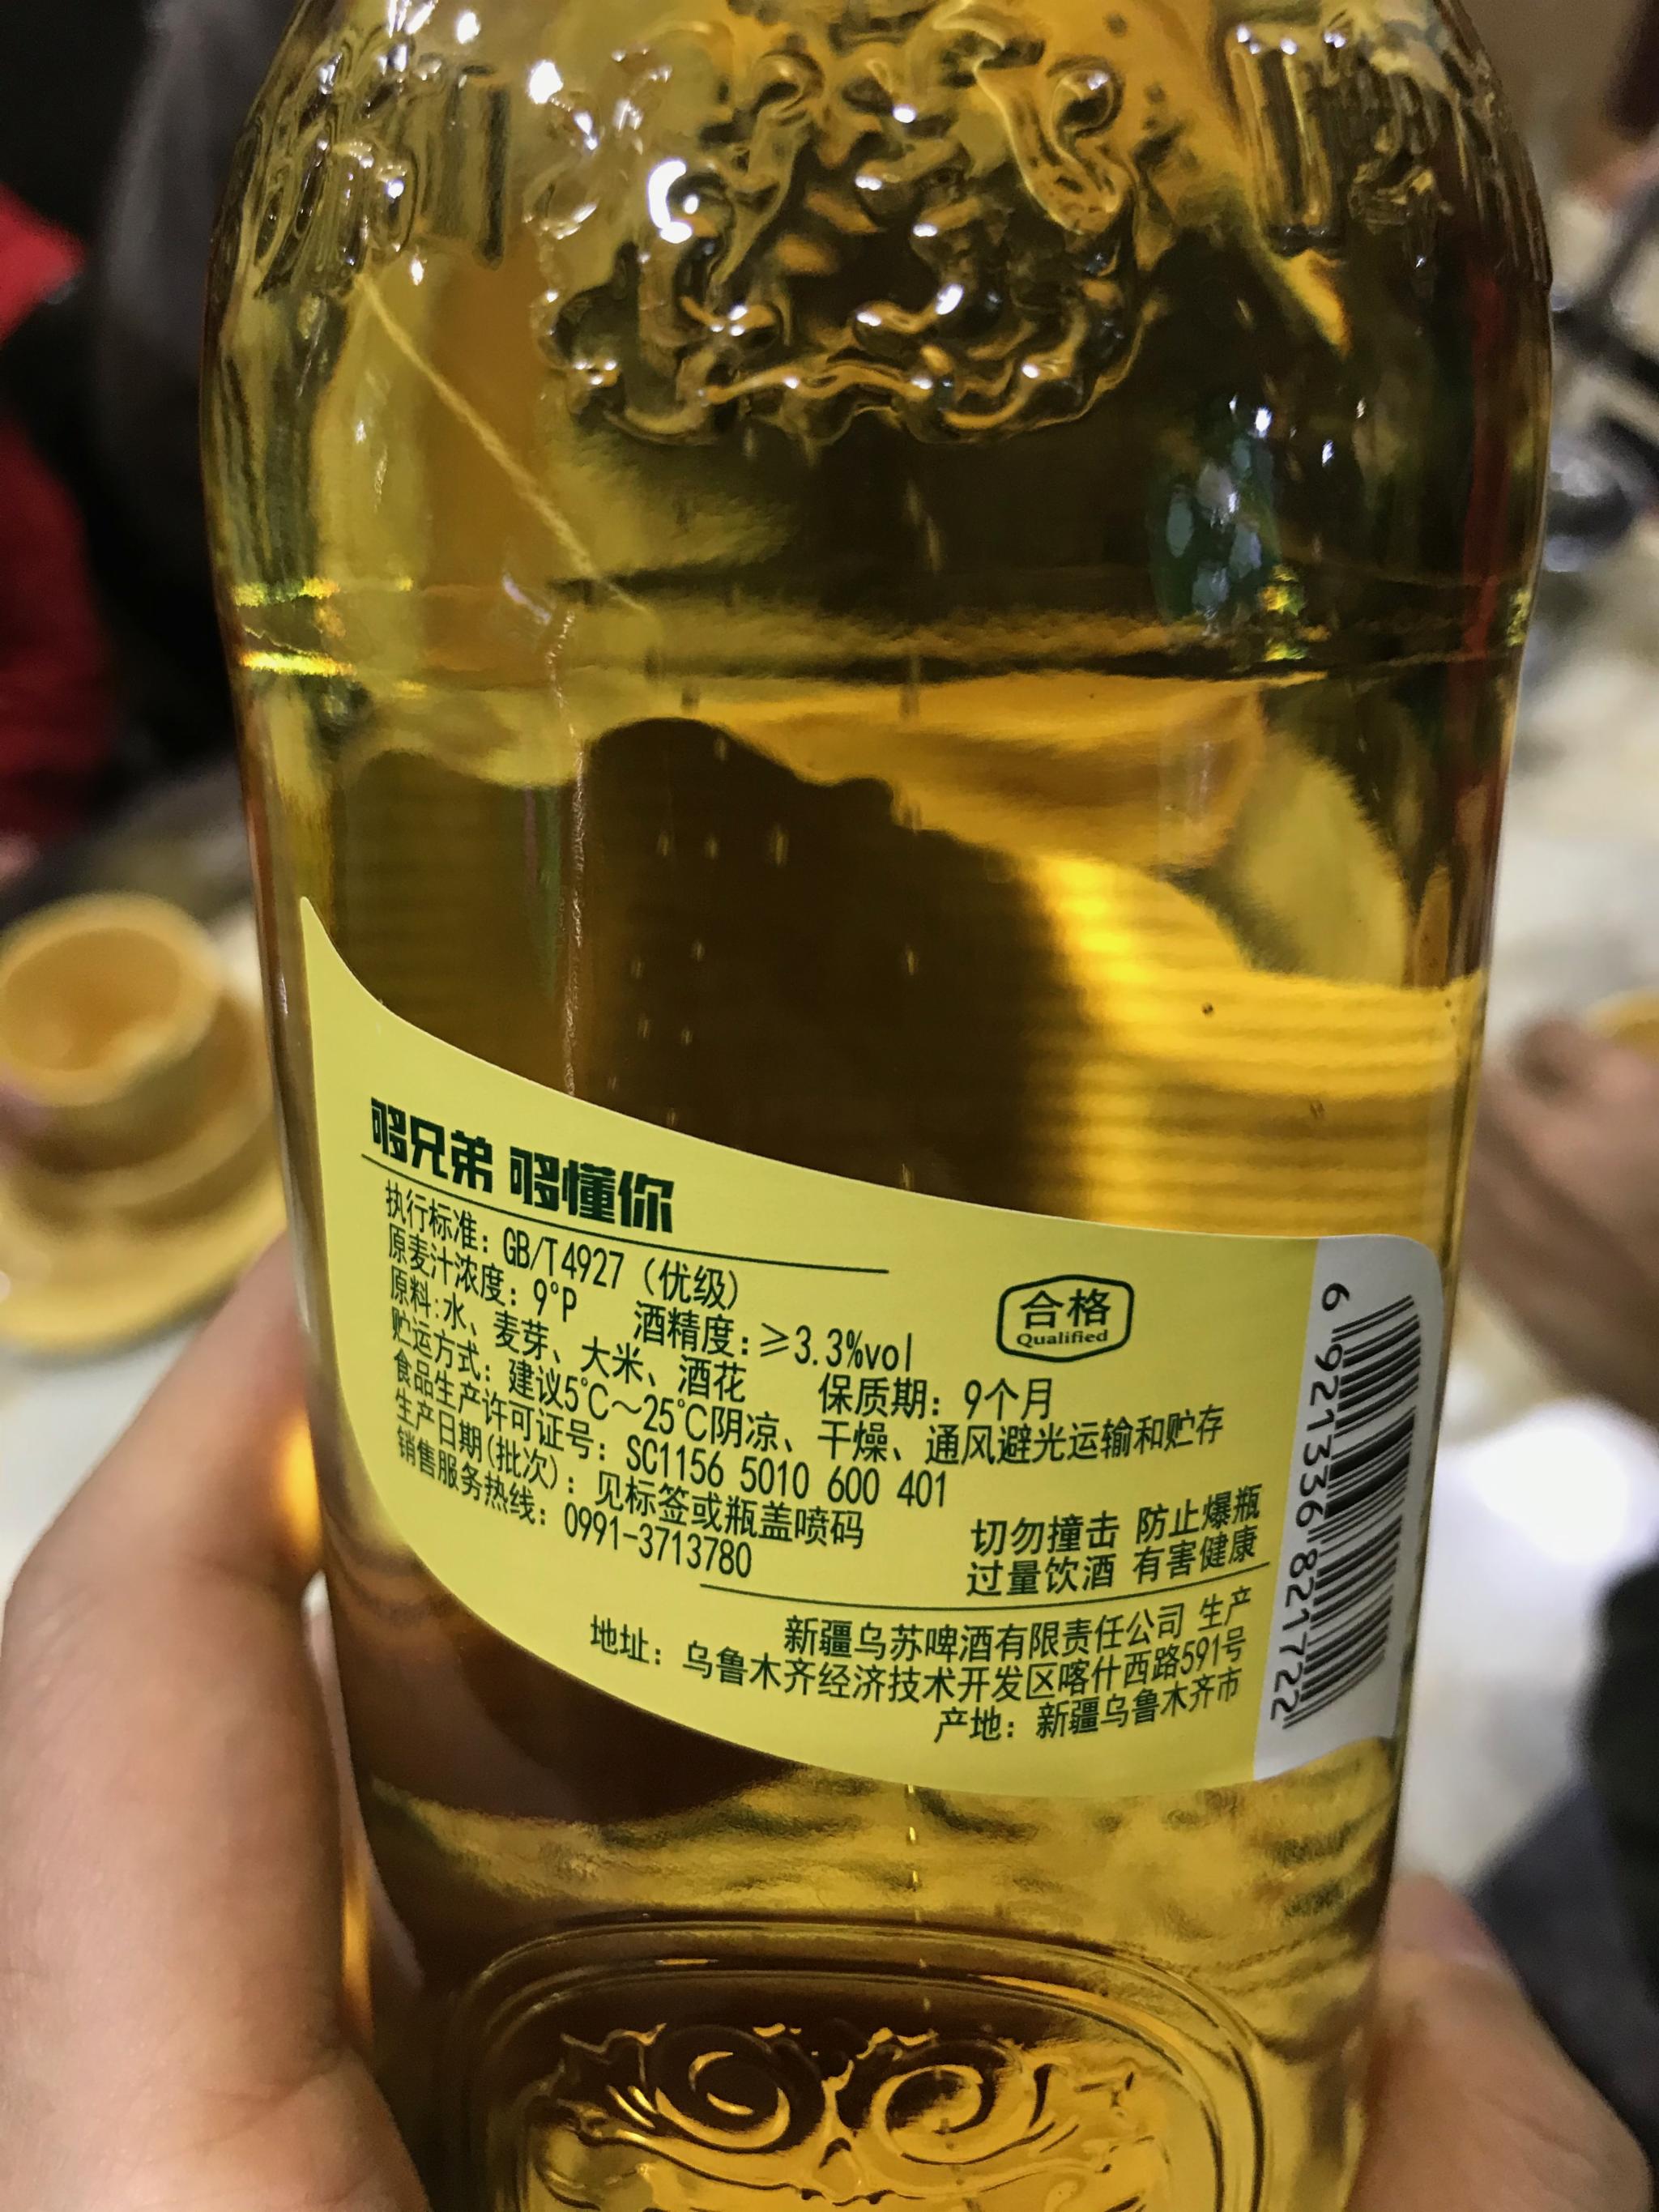 够兄弟 够懂你
执行标准：GB/T4927（优级）
原麦汁浓度：9°P 酒精度：≥3.3%vol
原料：水、麦芽、大米、酒花 保质期：9个月
贮运方式：建议5℃～25℃阴凉、干燥、通风避光运输和贮存
食品生产许可证号：SC1156 5010 600 401
生产日期(批次)：见标签或瓶盖喷码
销售服务热线：0991-3713780
合格
Qualified
切勿撞击 防止爆瓶
过量饮酒 有害健康
新疆乌苏啤酒有限责任公司 生产
地址：乌鲁木齐经济技术开发区喀什西路591号
产地：新疆乌鲁木齐市
6 921336 821722